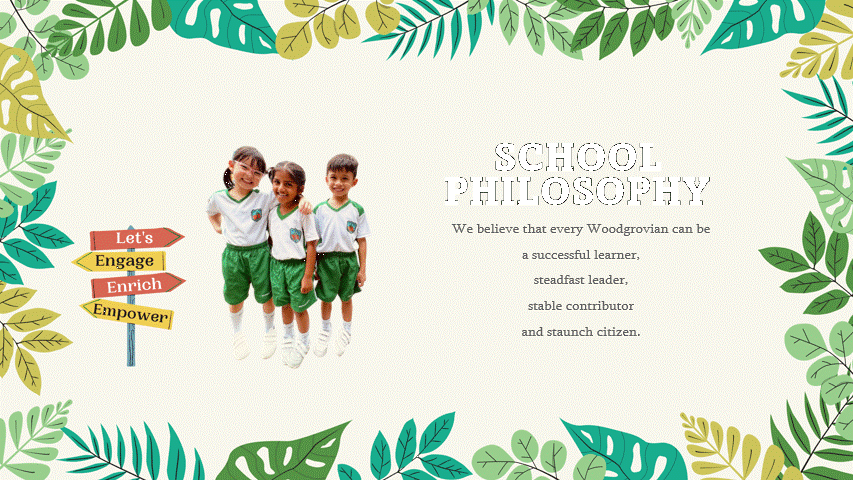 Let's
Engage
Enrich
Empower
SCHOOL
PHILOSOPHY
We believe that every Woodgrovian can be
a successful learner,
steadfast leader,
stable contributor
and staunch citizen.